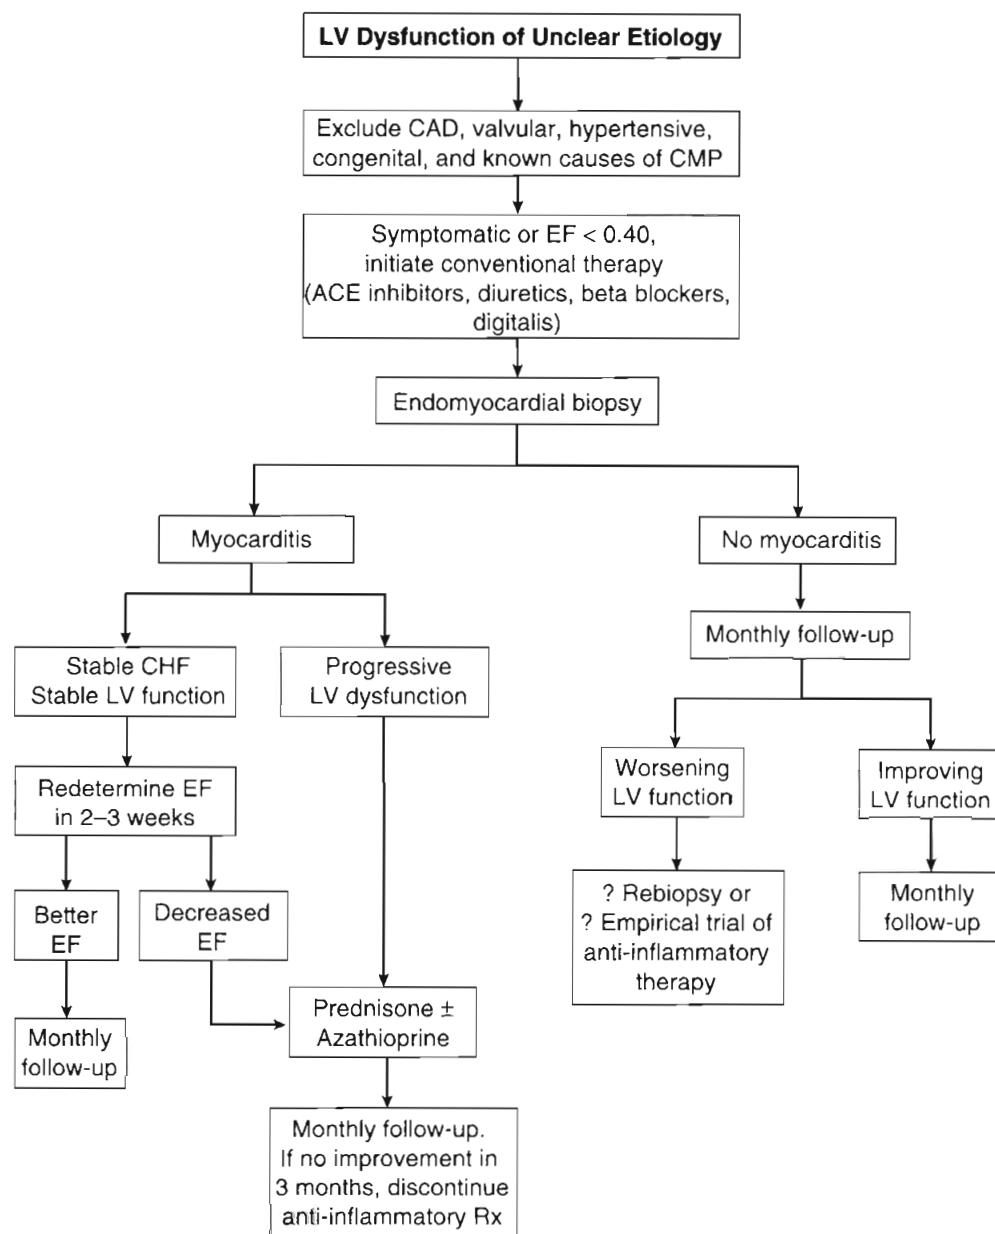 LV Dysfunction of Unclear Etiology
Exclude CAD, valvular, hypertensive,
congenital, and known causes of CMP
Symptomatic or EF < 0.40,
initiate conventional therapy
(ACE inhibitors, diuretics, beta blockers,
digitalis)
Endomyocardial biopsy
Myocarditis
No myocarditis
Monthly follow-up
Stable CHF
Stable LV function
Progressive
LV dysfunction
Worsening
LV function
Improving
LV function
Redetermine EF
in 2–3 weeks
Better
EF
Decreased
EF
? Rebiopsy or
? Empirical trial of
anti-inflammatory
therapy
Monthly
follow-up
Prednisone ±
Azathioprine
Monthly
follow-up
Monthly follow-up.
If no improvement in
3 months, discontinue
anti-inflammatory Rx